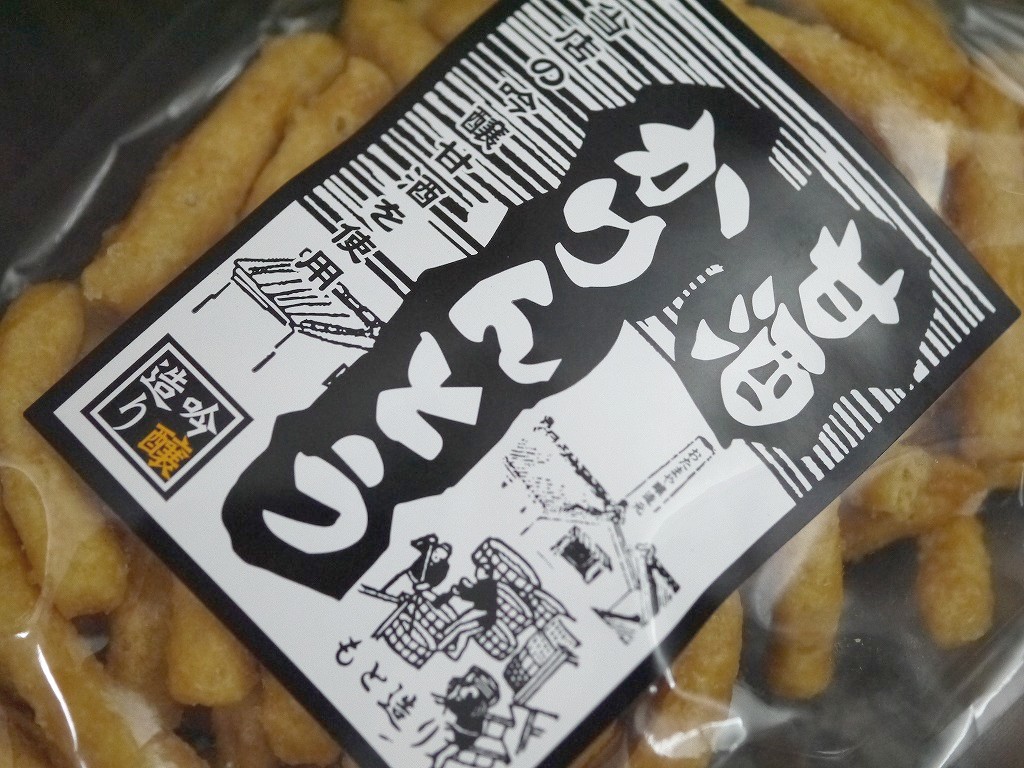 甘酒
かりんとう
当店の吟醸甘酒を使用
吟醸
造り
もと造り